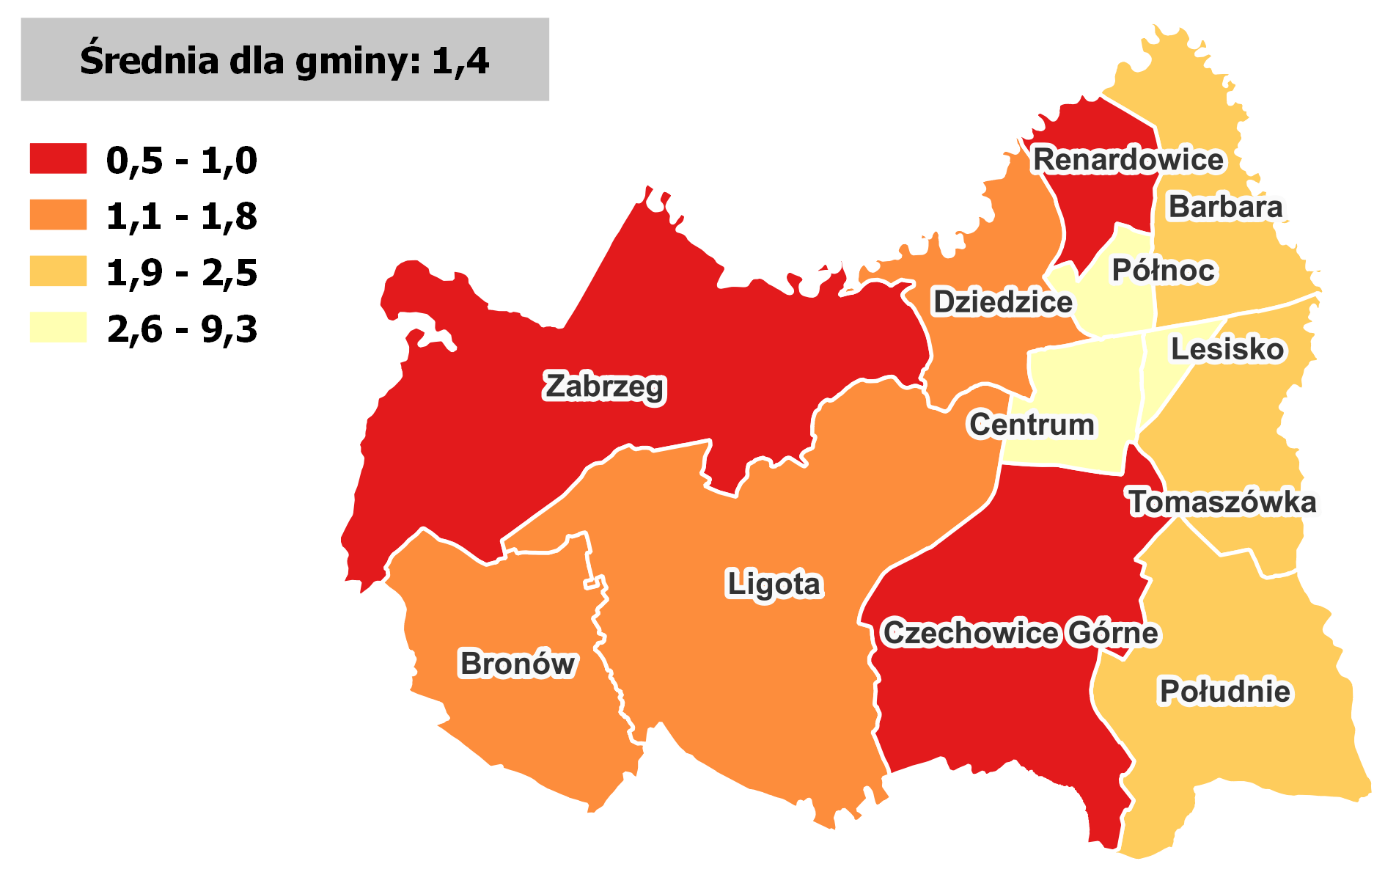 Średnia dla gminy: 1,4
0,5 - 1,0
1,1 - 1,8
1,9 - 2,5
2,6 - 9,3
Renardowice
Barbara
Północ
Dziedzice
Lesisko
Zabrzeg
Centrum
Tomaszówka
Ligota
Czechowice Górne
Bronów
Południe